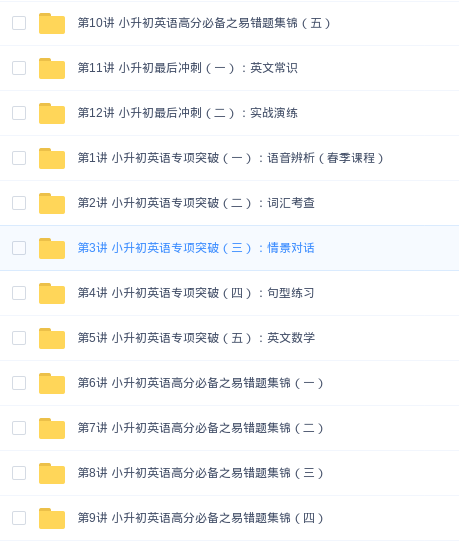 第10讲 小升初英语高分必备之易错题集锦（五）
第11讲 小升初最后冲刺（一）：英文常识
第12讲 小升初最后冲刺（二）：实战演练
第1讲 小升初英语专项突破（一）：语音辨析（春季课程）
第2讲 小升初英语专项突破（二）：词汇考查
第3讲 小升初英语专项突破（三）：情景对话
第4讲 小升初英语专项突破（四）：句型练习
第5讲 小升初英语专项突破（五）：英文数学
第6讲 小升初英语高分必备之易错题集锦（一）
第7讲 小升初英语高分必备之易错题集锦（二）
第8讲 小升初英语高分必备之易错题集锦（三）
第9讲 小升初英语高分必备之易错题集锦（四）